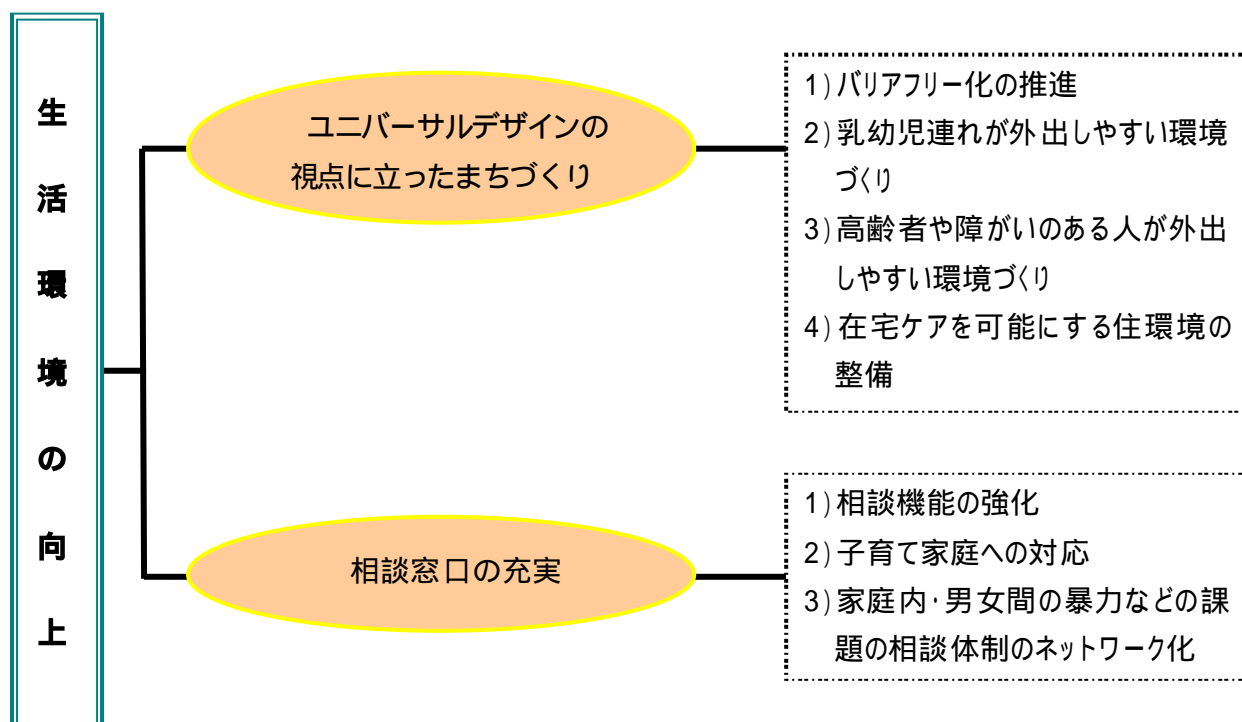 生活環境の向上
ユニバーサルデザインの
視点に立ったまちづくり
1)バリアフリー化の推進
2)乳幼児連れが外出しやすい環境
づくり
3)高齢者や障がいのある人が外出
しやすい環境づくり
4)在宅ケアを可能にする住環境の
整備
相談窓口の充実
1)相談機能の強化
2)子育て家庭への対応
3)家庭内・男女間の暴力などの課
題の相談体制のネットワーク化